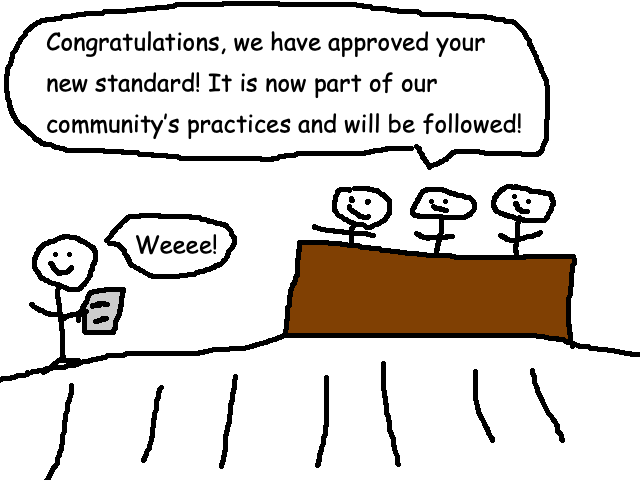 Congratulations, we have approved your
new standard! It is now part of our
community's practices and will be followed!
Weeee!